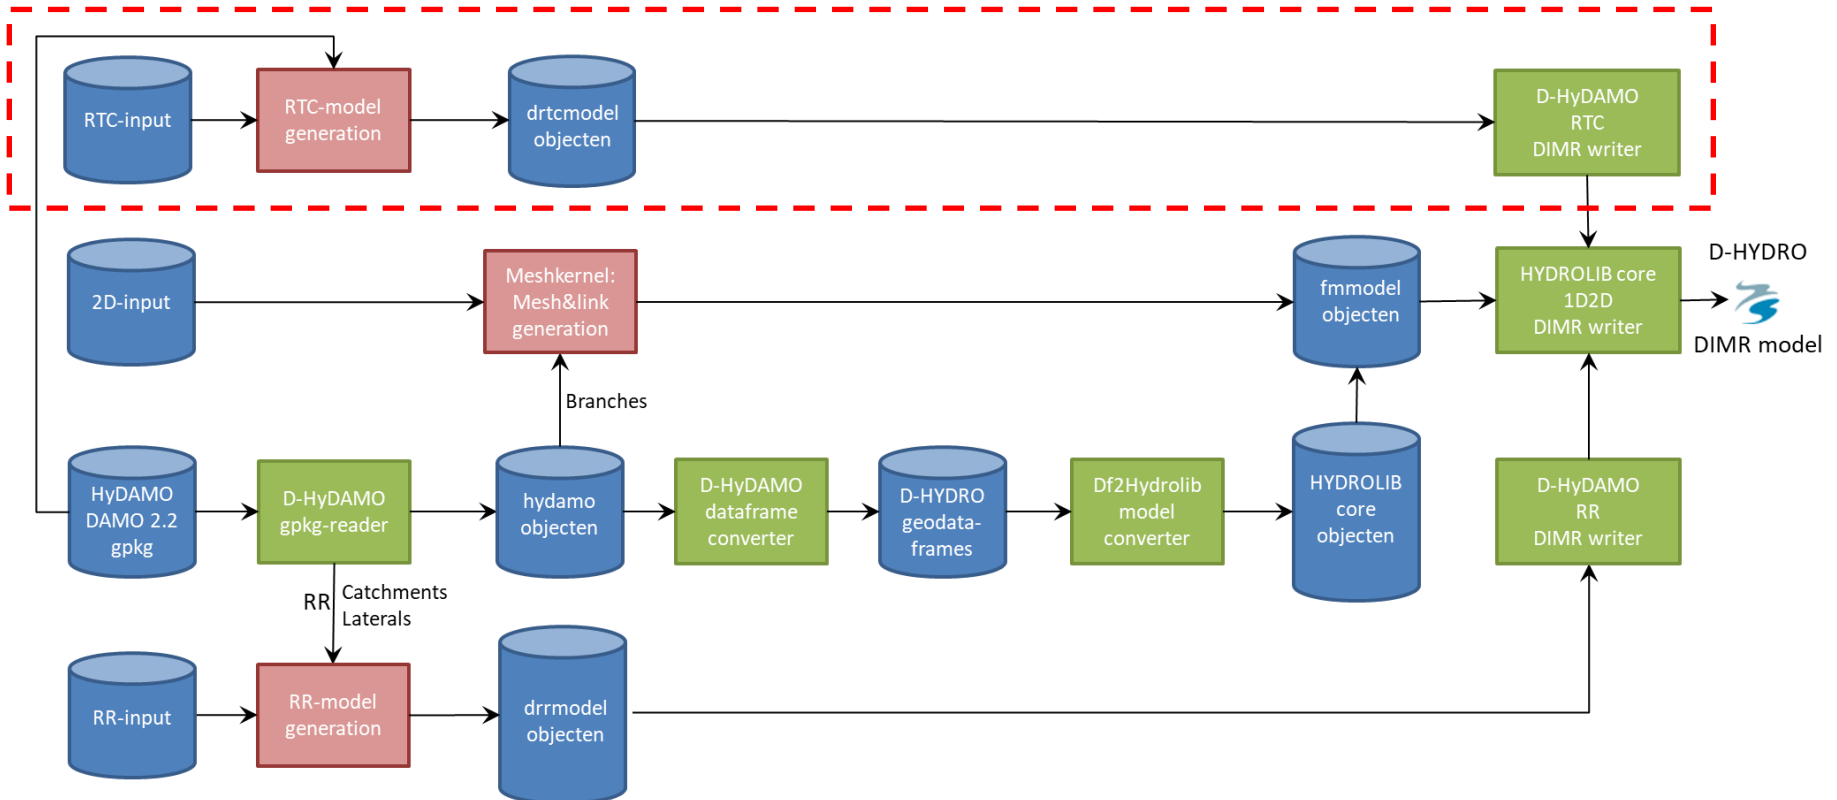 RTC-input
RTC-model
generation
drtcmodel
objecten
D-HyDAMO
RTC
DIMR writer
2D-input
Meshkernel:
Mesh&link
generation
fmmodel
objecten
HYDROLIB core
1D2D
DIMR writer
D-HYDRO
DIMR model
Branches
HyDAMO
DAMO 2.2
gpkg
D-HyDAMO
gpkg-reader
hydamo
objecten
D-HyDAMO
dataframe
converter
D-HYDRO
geodata-
frames
Df2Hydrolib
model
converter
HYDROLIB
core
objecten
D-HyDAMO
RR
DIMR writer
RR
Catchments
Laterals
RR-input
RR-model
generation
drrmodel
objecten